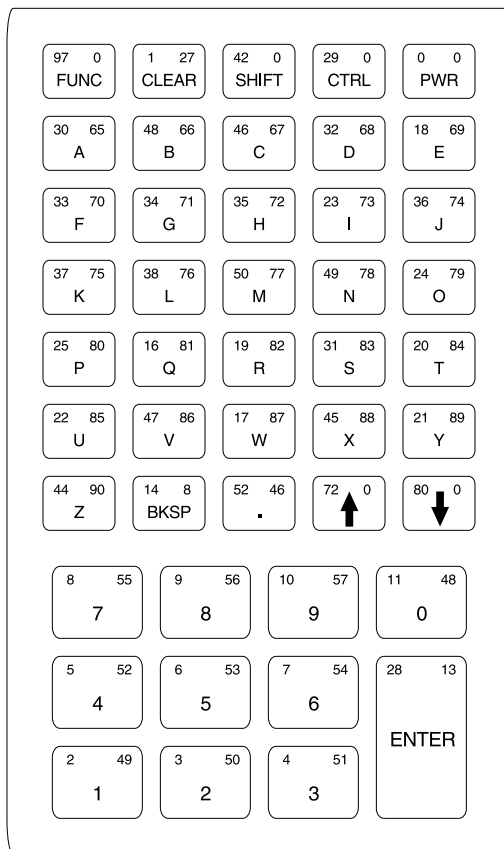 97 0 1 27 42 0 29 0 0 0
FUNC CLEAR SHIFT CTRL PWR
30 65 48 66 46 67 32 68 18 69
A B C D E
33 70 34 71 35 72 23 73 36 74
F G H I J
37 75 38 76 50 77 49 78 24 79
K L M N O
25 80 16 81 19 82 31 83 20 84
P Q R S T
22 85 47 86 17 87 45 88 21 89
U V W X Y
44 90 14 8 52 46 72 0 80 0
Z BKSP .
8 55 9 56 10 57 11 48
7 8 9 0
5 52 6 53 7 54 28 13
4 5 6
ENTER
2 49 3 50 4 51
1 2 3